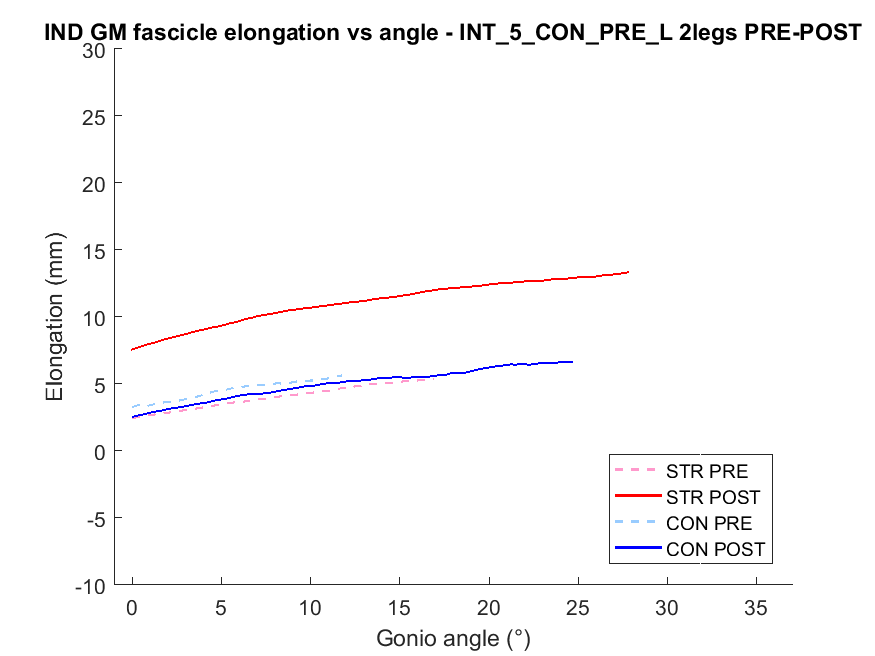 IND GM fascicle elongation vs angle - INT_5_CON_PRE_L 2legs PRE-POST
30
25
20
15
10
5
0
-5
-10
Elongation (mm)
0 5 10 15 20 25 30 35
Gonio angle (°)
STR PRE
STR POST
CON PRE
CON POST